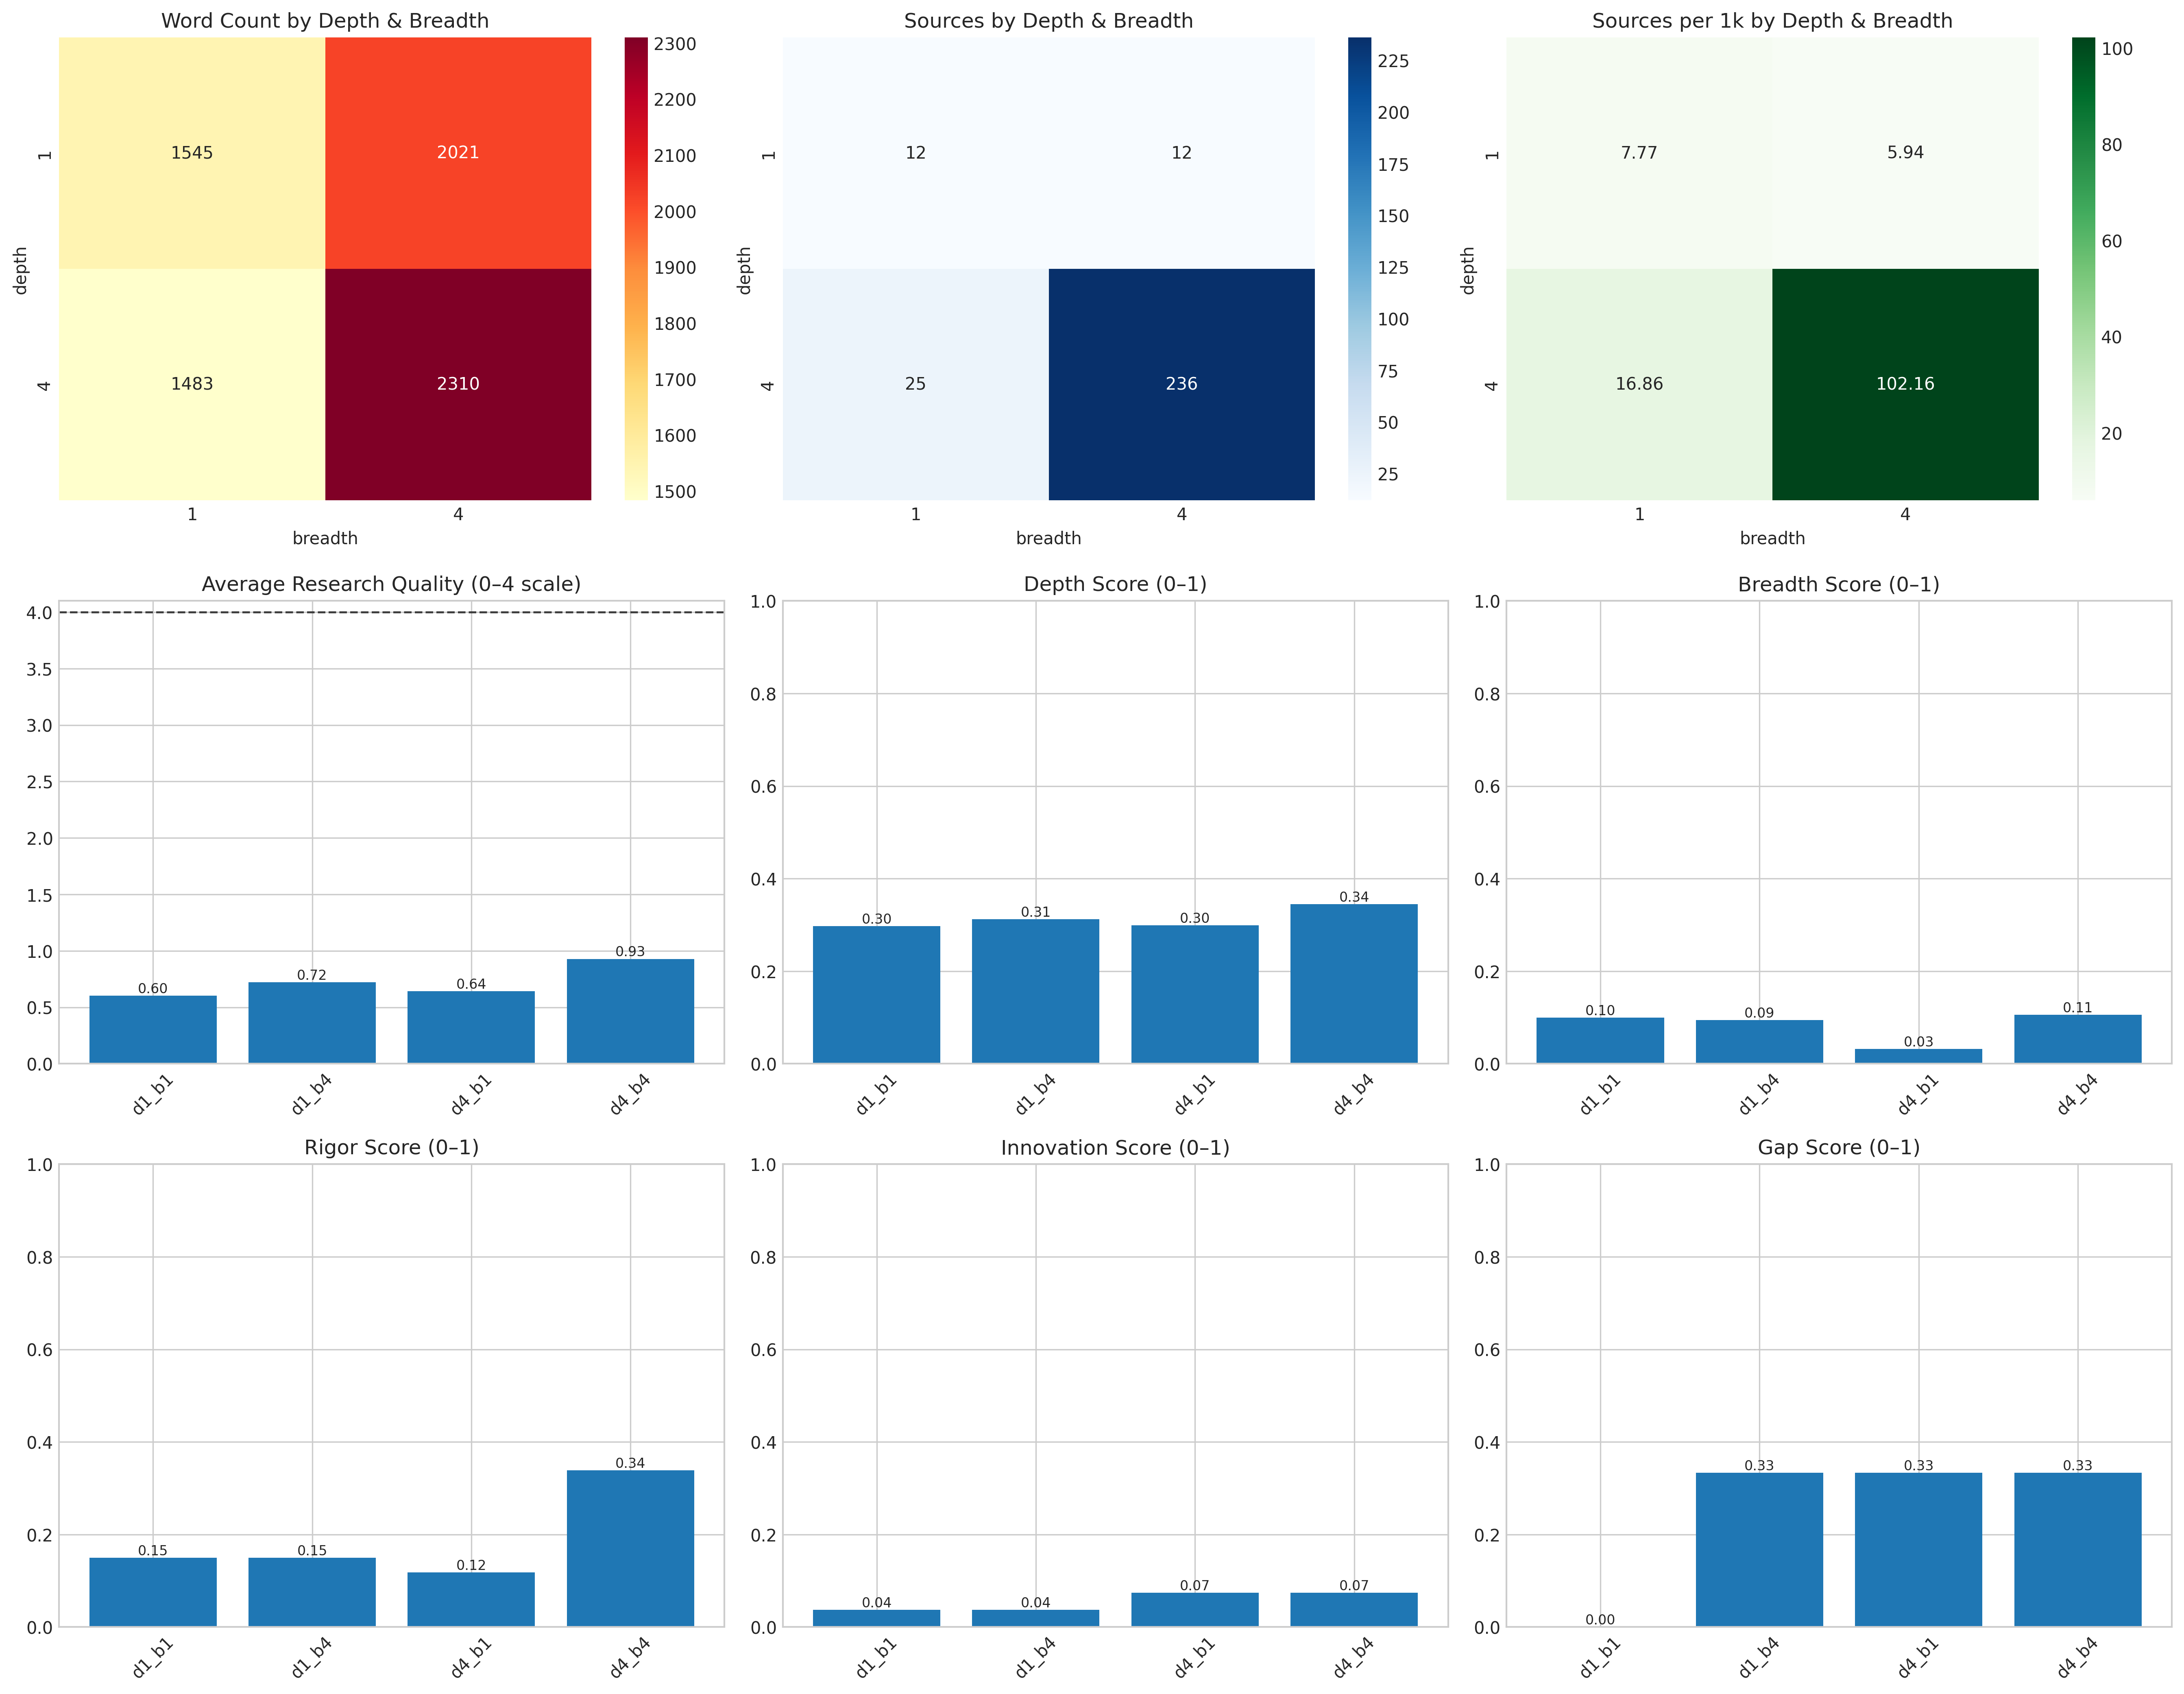 Word Count by Depth & Breadth
1545
2021
1483
2310
1
4
depth
1
4
breadth
2300
2200
2100
2000
1900
1800
1700
1600
1500
Sources by Depth & Breadth
12
12
25
236
1
4
depth
1
4
breadth
225
200
175
150
125
100
75
50
25
Sources per 1k by Depth & Breadth
7.77
5.94
16.86
102.16
1
4
depth
1
4
breadth
100
80
60
40
20
Average Research Quality (0–4 scale)
4.0
3.5
3.0
2.5
2.0
1.5
1.0
0.5
0.0
0.60
0.72
0.64
0.93
d1_b1
d1_b4
d4_b1
d4_b4
Depth Score (0–1)
1.0
0.8
0.6
0.4
0.2
0.0
0.30
0.31
0.30
0.34
d1_b1
d1_b4
d4_b1
d4_b4
Breadth Score (0–1)
1.0
0.8
0.6
0.4
0.2
0.0
0.10
0.09
0.03
0.11
d1_b1
d1_b4
d4_b1
d4_b4
Rigor Score (0–1)
1.0
0.8
0.6
0.4
0.2
0.0
0.15
0.15
0.12
0.34
d1_b1
d1_b4
d4_b1
d4_b4
Innovation Score (0–1)
1.0
0.8
0.6
0.4
0.2
0.0
0.04
0.04
0.07
0.07
d1_b1
d1_b4
d4_b1
d4_b4
Gap Score (0–1)
1.0
0.8
0.6
0.4
0.2
0.0
0.00
0.33
0.33
0.33
d1_b1
d1_b4
d4_b1
d4_b4